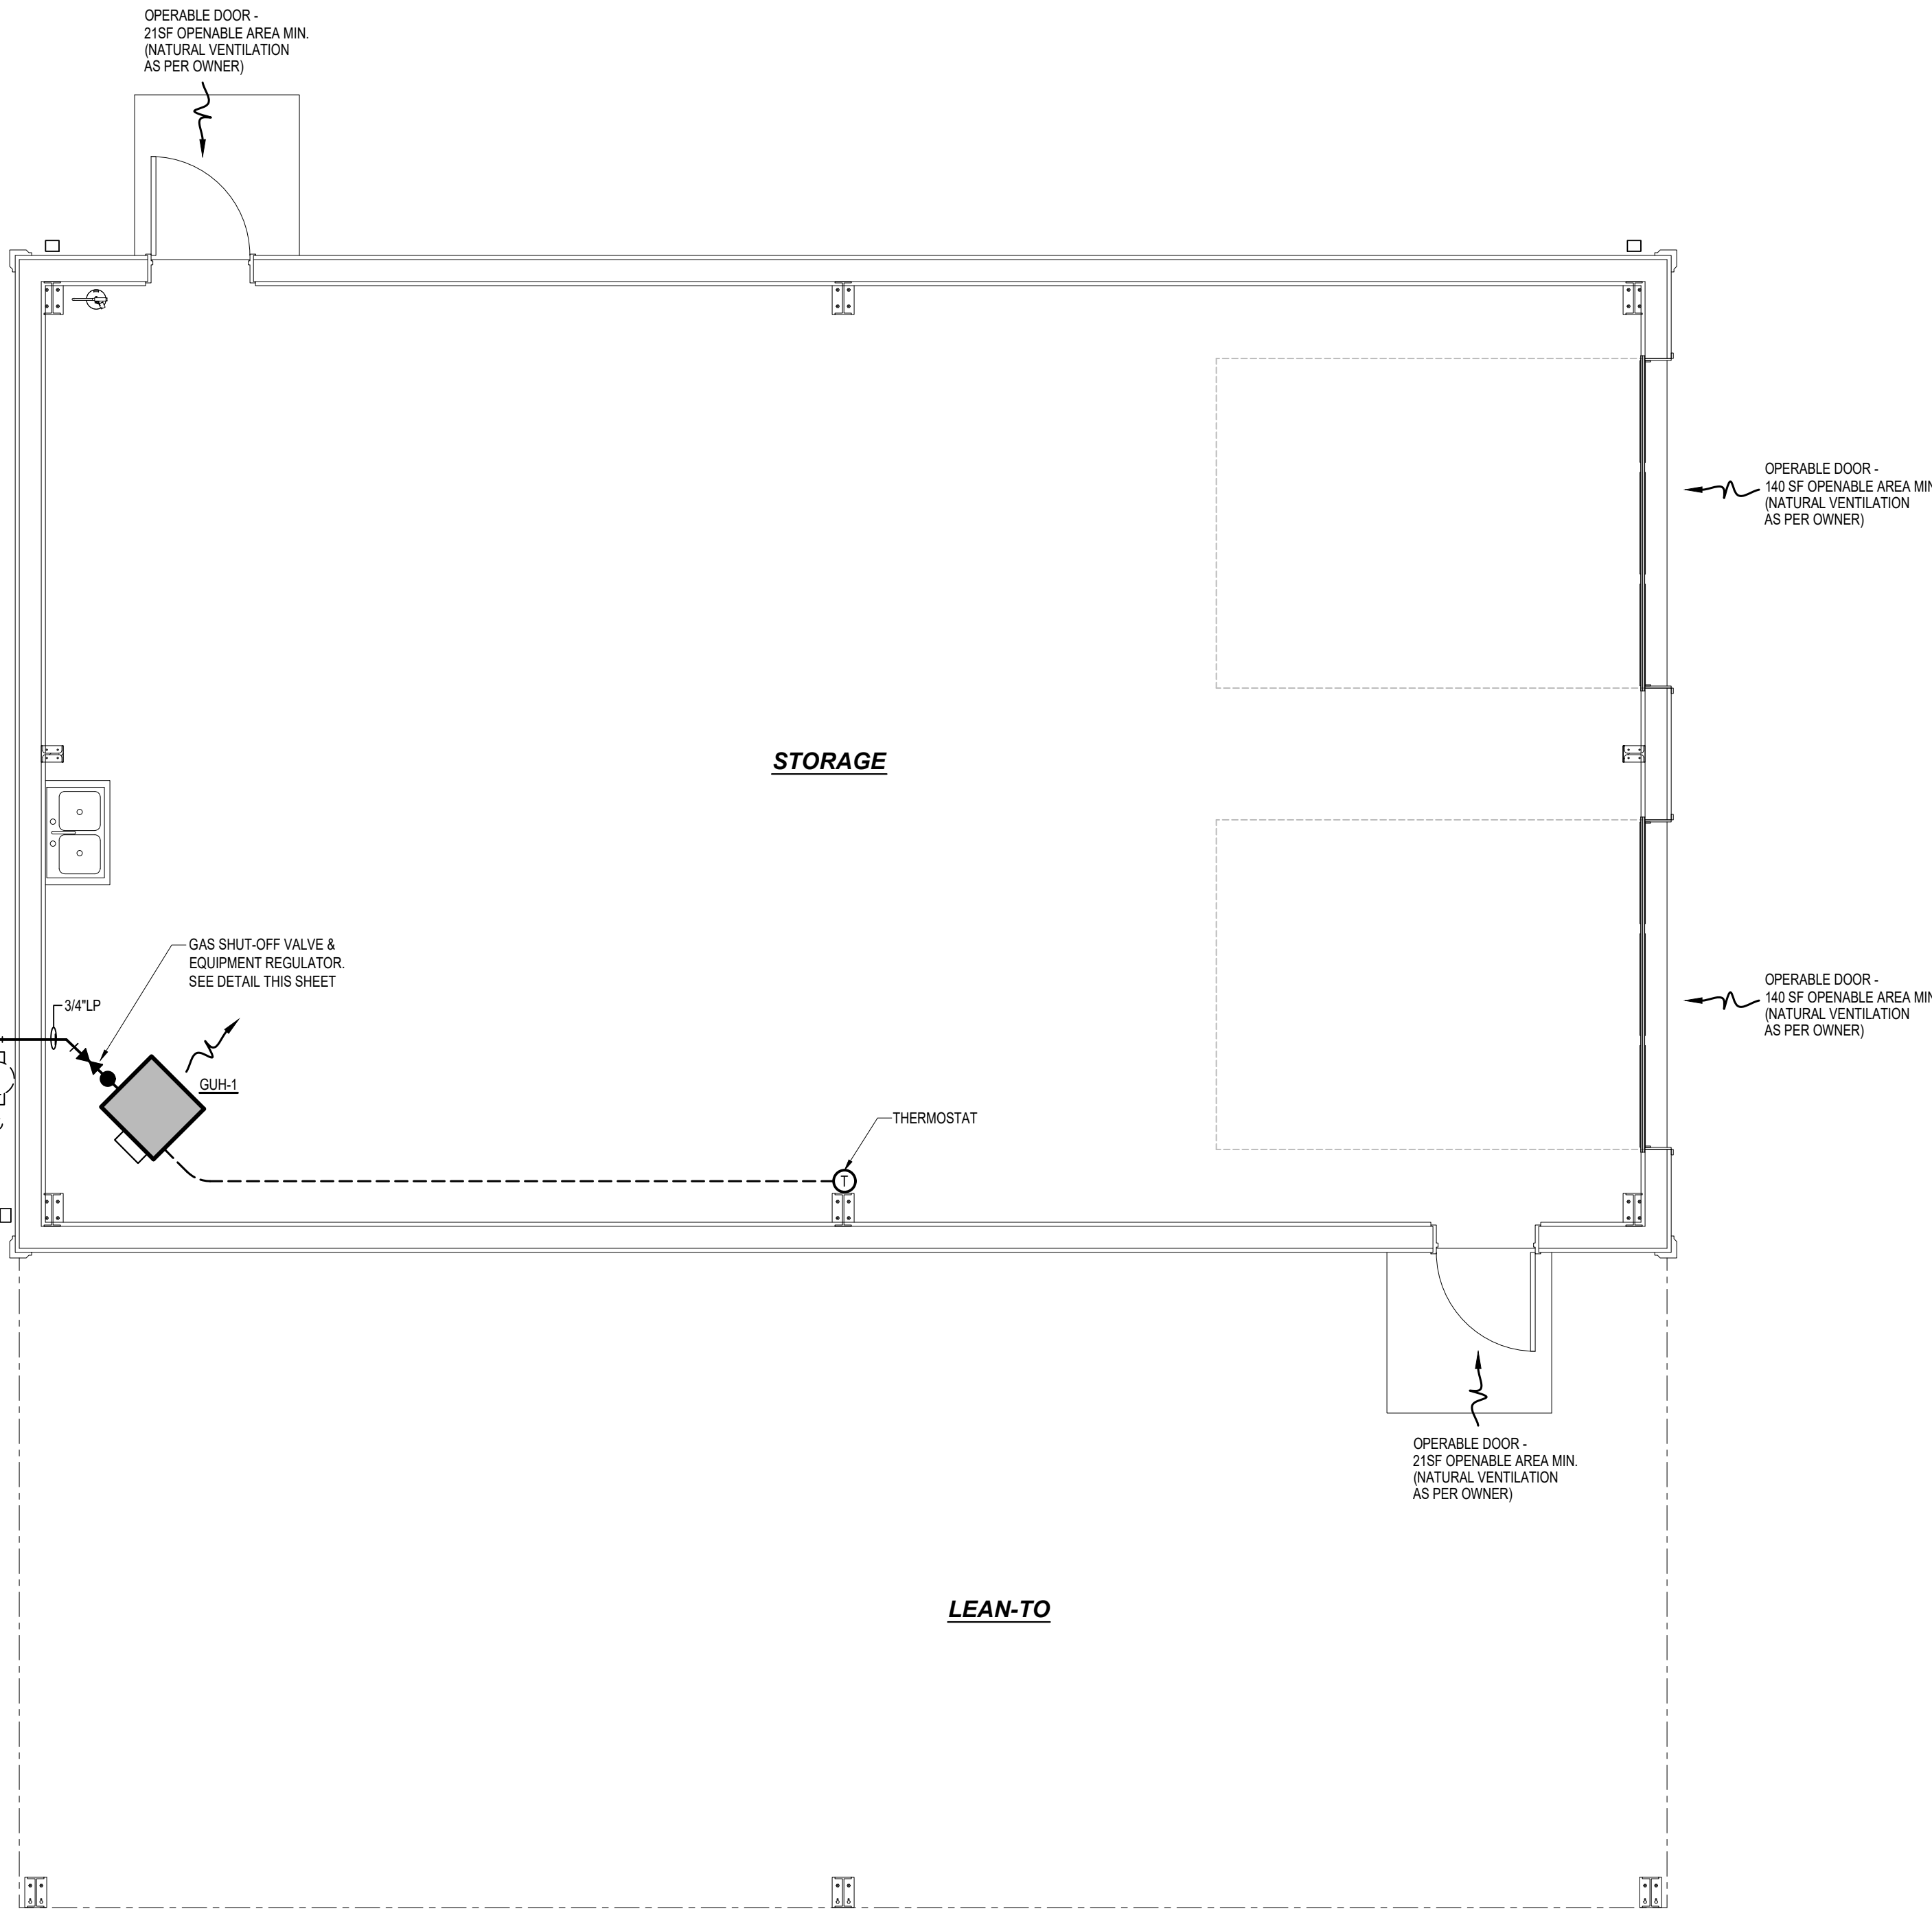 OPERABLE DOOR -
21SF OPENABLE AREA MIN.
(NATURAL VENTILATION
AS PER OWNER)
OPERABLE DOOR -
140 SF OPENABLE AREA MIN
(NATURAL VENTILATION
AS PER OWNER)
STORAGE
GAS SHUT-OFF VALVE &
EQUIPMENT REGULATOR.
SEE DETAIL THIS SHEET
3/4"LP
GUH-1
THERMOSTAT
T
OPERABLE DOOR -
140 SF OPENABLE AREA MIN
(NATURAL VENTILATION
AS PER OWNER)
OPERABLE DOOR -
21SF OPENABLE AREA MIN.
(NATURAL VENTILATION
AS PER OWNER)
LEAN-TO